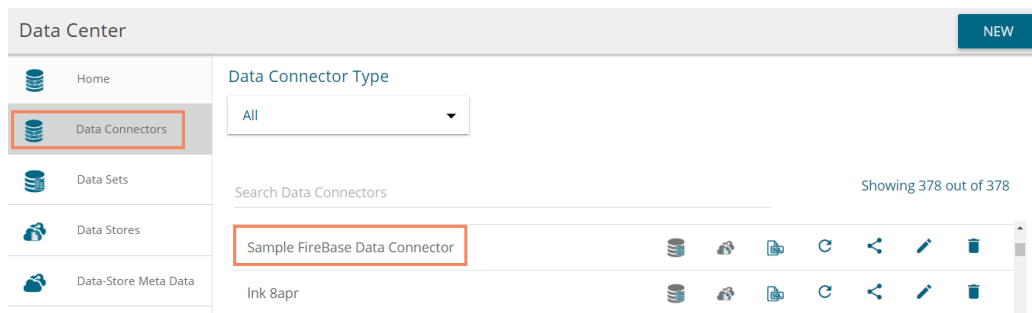 Data Center
NEW
Home
Data Connectors
Data Sets
Data Stores
Data-Store Meta Data
Data Connector Type
All
Search Data Connectors
Showing 378 out of 378
Sample FireBase Data Connector
lnk 8apr